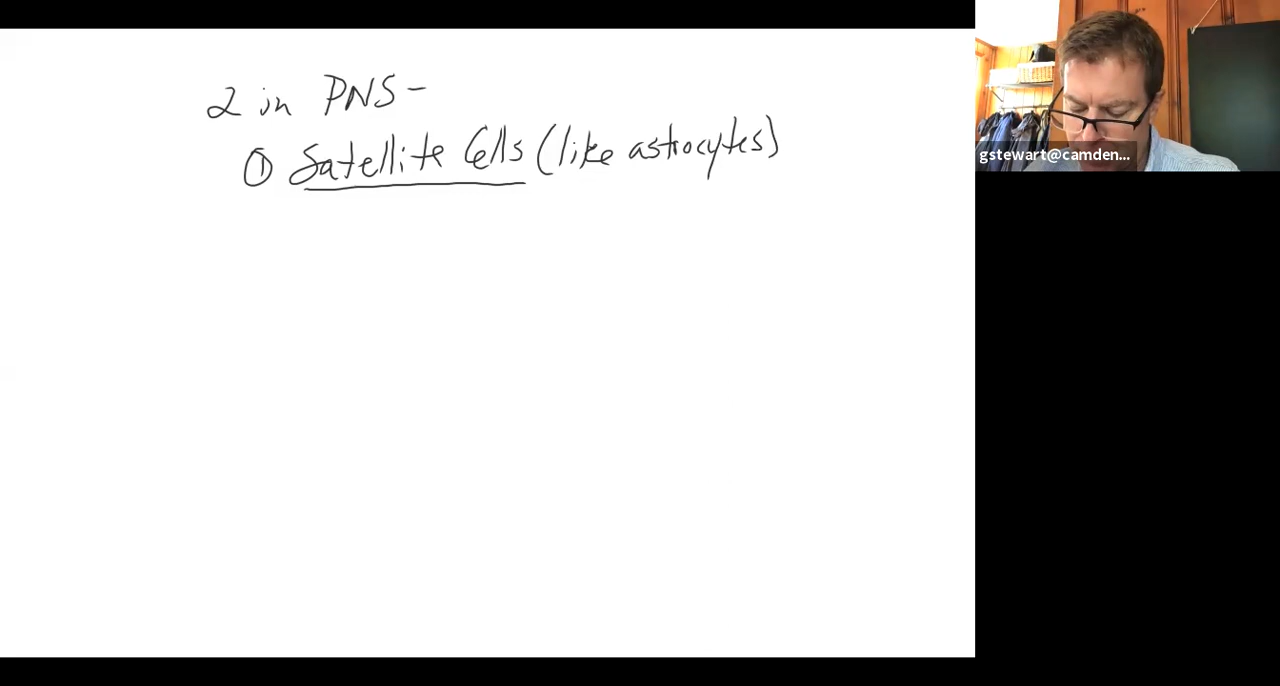 2 in PNS-
① Satellite Cells (like astrocytes)
gstewart@camden...